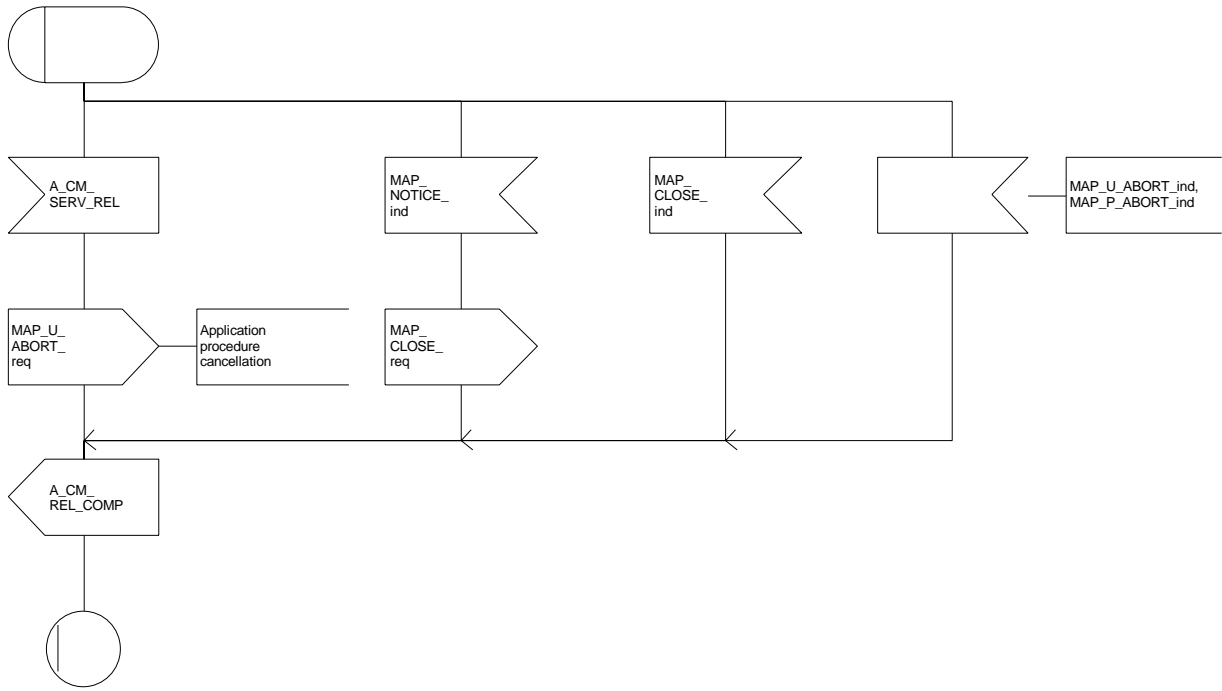 A_CM_
SERV_REL
MAP_
NOTICE_
ind
MAP_
CLOSE_
ind
MAP_U_ABORT_ind,
MAP_P_ABORT_ind
MAP_U_
ABORT_
req
Application
procedure
cancellation
MAP_
CLOSE_
req
A_CM_
REL_COMP